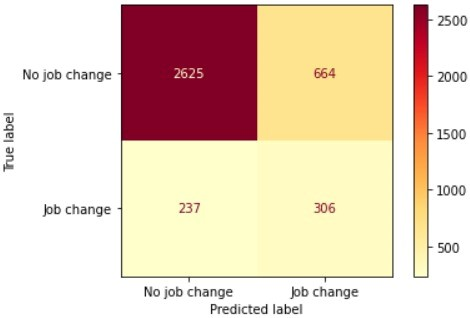 True label
No job change
2625
664
Job change
237
306
No job change
Job change
Predicted label
2500
2000
1500
1000
500